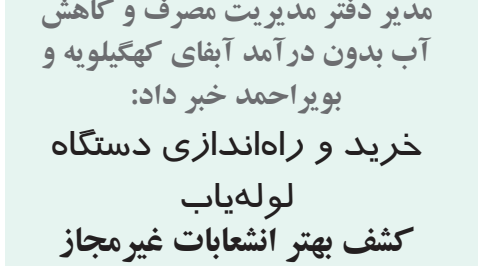 مدیر دفتر مدیریت مصرف و کاهش
آب بدون درآمد آبفای کهگیلویه و
بویراحمد خبر داد:
خرید و راه‌اندازی دستگاه
لوله‌یاب
کشف بهتر انشعابات غیرمجاز